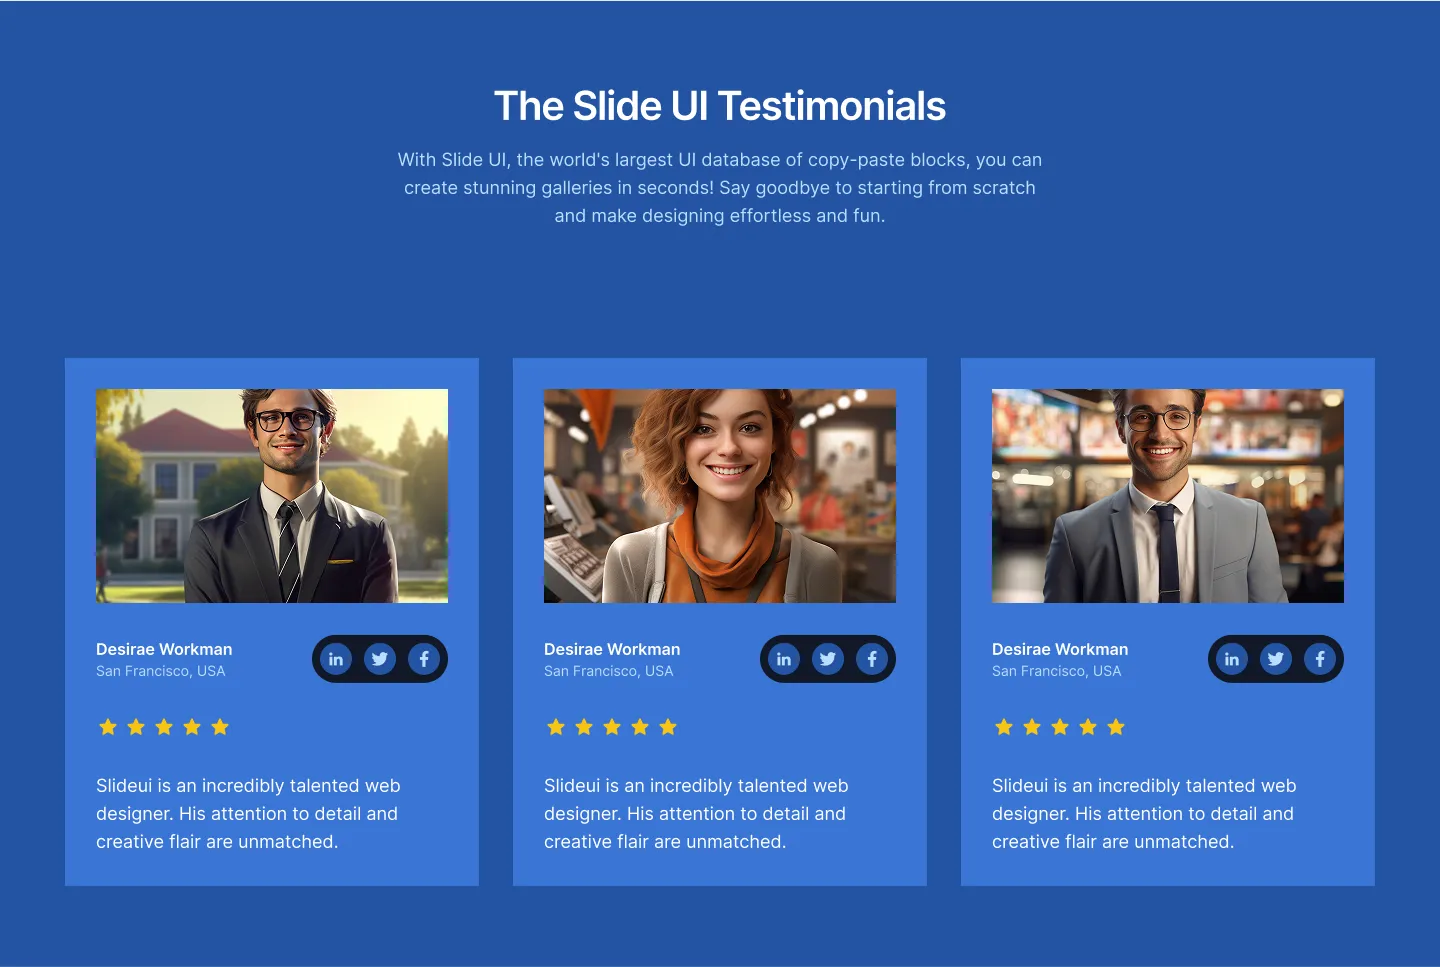 The Slide UI Testimonials
With Slide UI, the world's largest UI database of copy-paste blocks, you can
create stunning galleries in seconds! Say goodbye to starting from scratch
and make designing effortless and fun.
Desirae Workman
San Francisco, USA
in
f
Slideui is an incredibly talented web
designer. His attention to detail and
creative flair are unmatched.
Desirae Workman
San Francisco, USA
in
f
Slideui is an incredibly talented web
designer. His attention to detail and
creative flair are unmatched.
Desirae Workman
San Francisco, USA
in
f
Slideui is an incredibly talented web
designer. His attention to detail and
creative flair are unmatched.